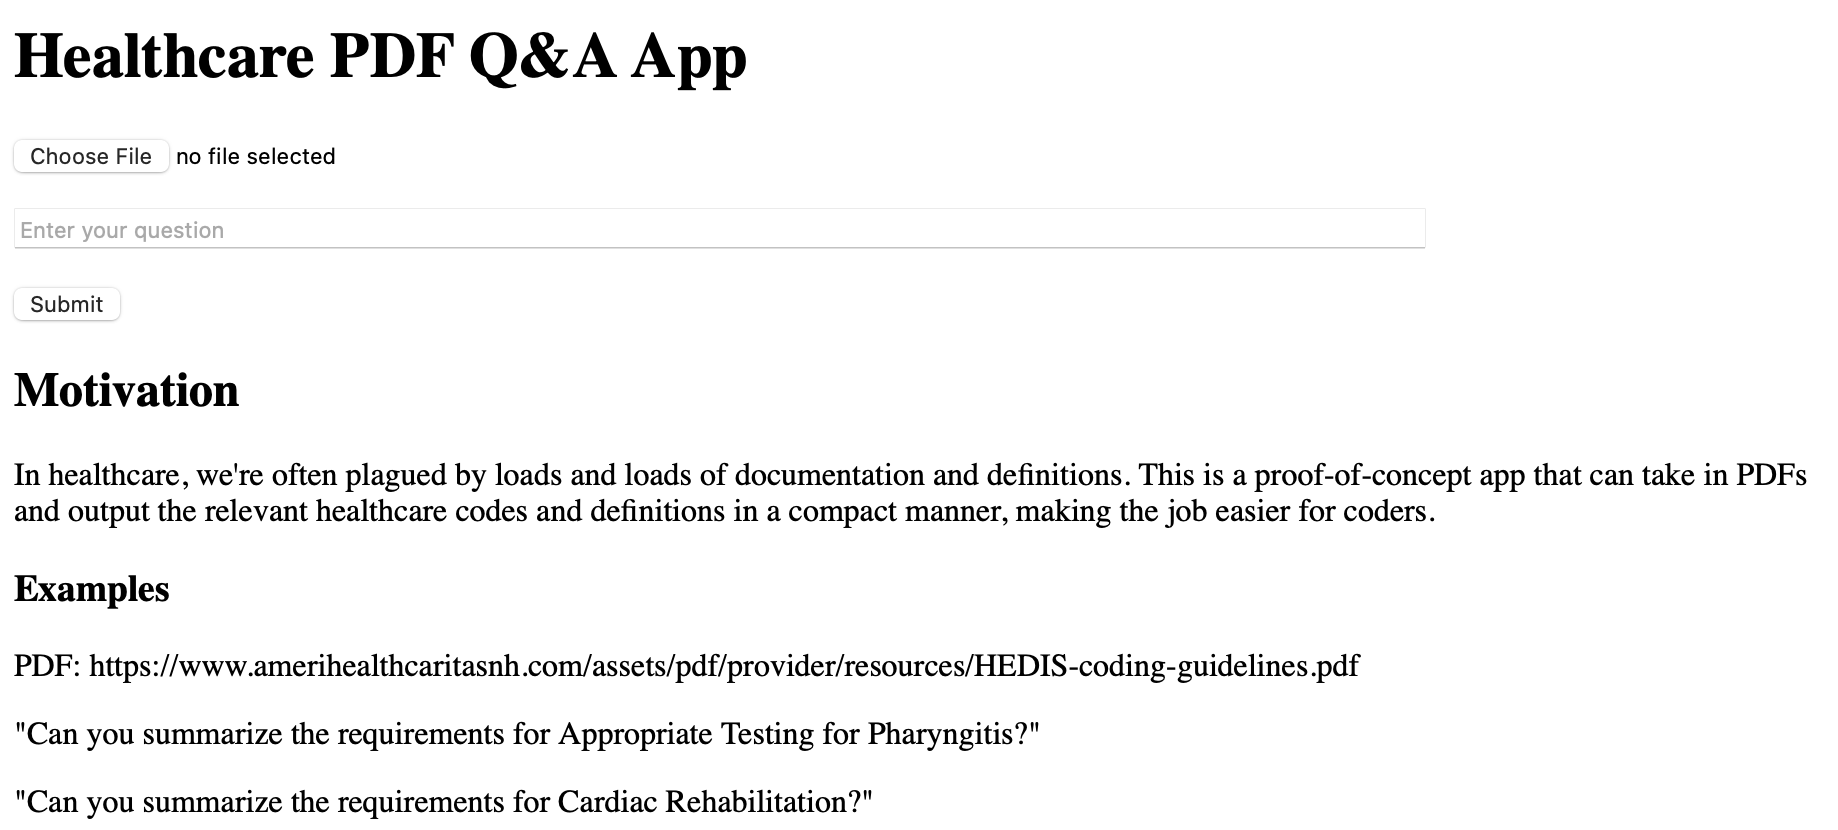 Healthcare PDF Q&A App
Choose File no file selected
Enter your question
Submit
Motivation
In healthcare, we're often plagued by loads and loads of documentation and definitions. This is a proof-of-concept app that can take in PDFs
and output the relevant healthcare codes and definitions in a compact manner, making the job easier for coders.
Examples
PDF: https://www.amerihealthcaritasnh.com/assets/pdf/provider/resources/HEDIS-coding-guidelines.pdf
"Can you summarize the requirements for Appropriate Testing for Pharyngitis?"
"Can you summarize the requirements for Cardiac Rehabilitation?"